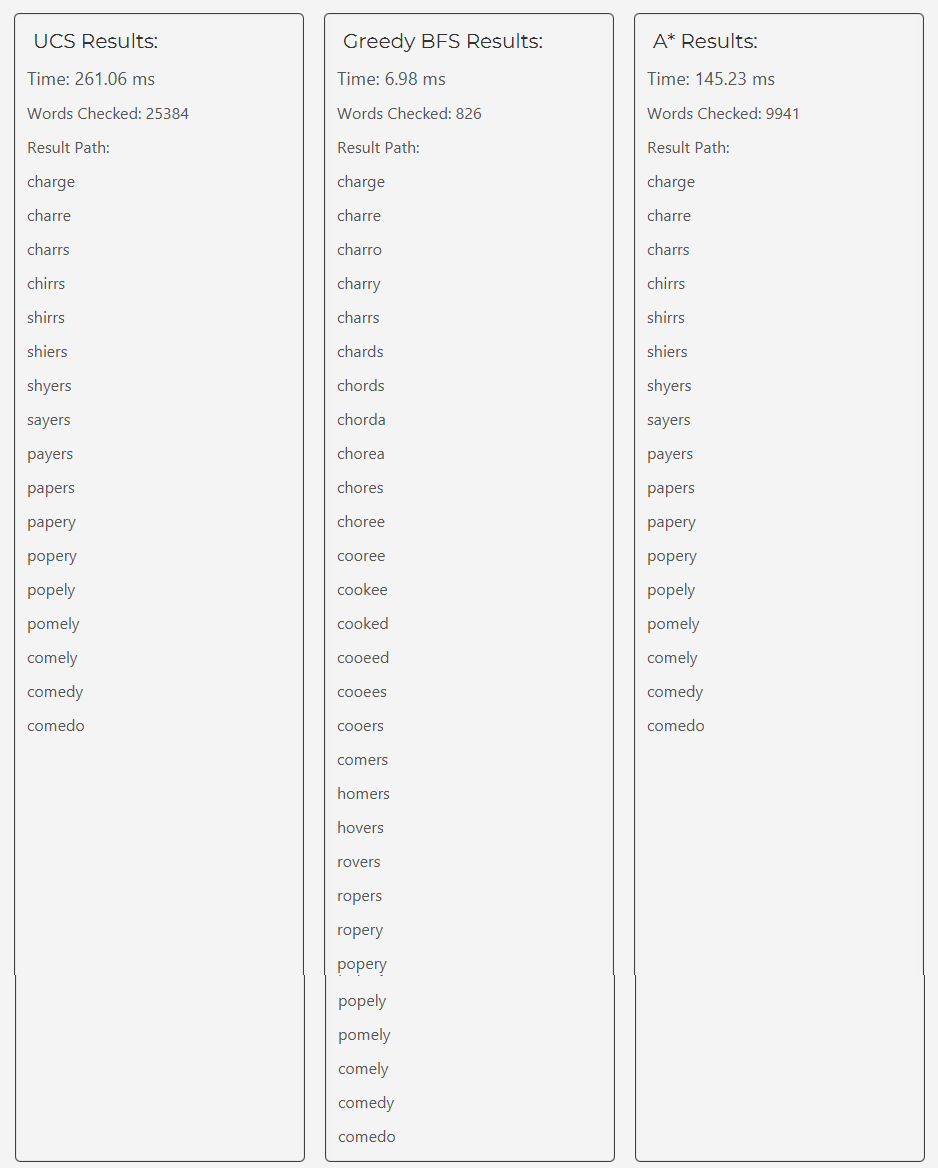 UCS Results:
Time: 261.06 ms
Words Checked: 25384
Result Path:
charge
charre
charrs
chirrs
shirrs
shiers
shyers
sayers
payers
papers
papery
popery
popely
pomely
comely
comedy
comedo
Greedy BFS Results:
Time: 6.98 ms
Words Checked: 826
Result Path:
charge
charre
charro
charry
charrs
chards
chords
chorda
chorea
chores
choree
cooree
cookee
cooked
cooeed
cooees
cooers
comers
homers
hovers
rovers
ropers
ropery
popery
popely
pomely
comely
comedy
comedo
A* Results:
Time: 145.23 ms
Words Checked: 9941
Result Path:
charge
charre
charrs
chirrs
shirrs
shiers
shyers
sayers
payers
papers
papery
popery
popely
pomely
comely
comedy
comedo